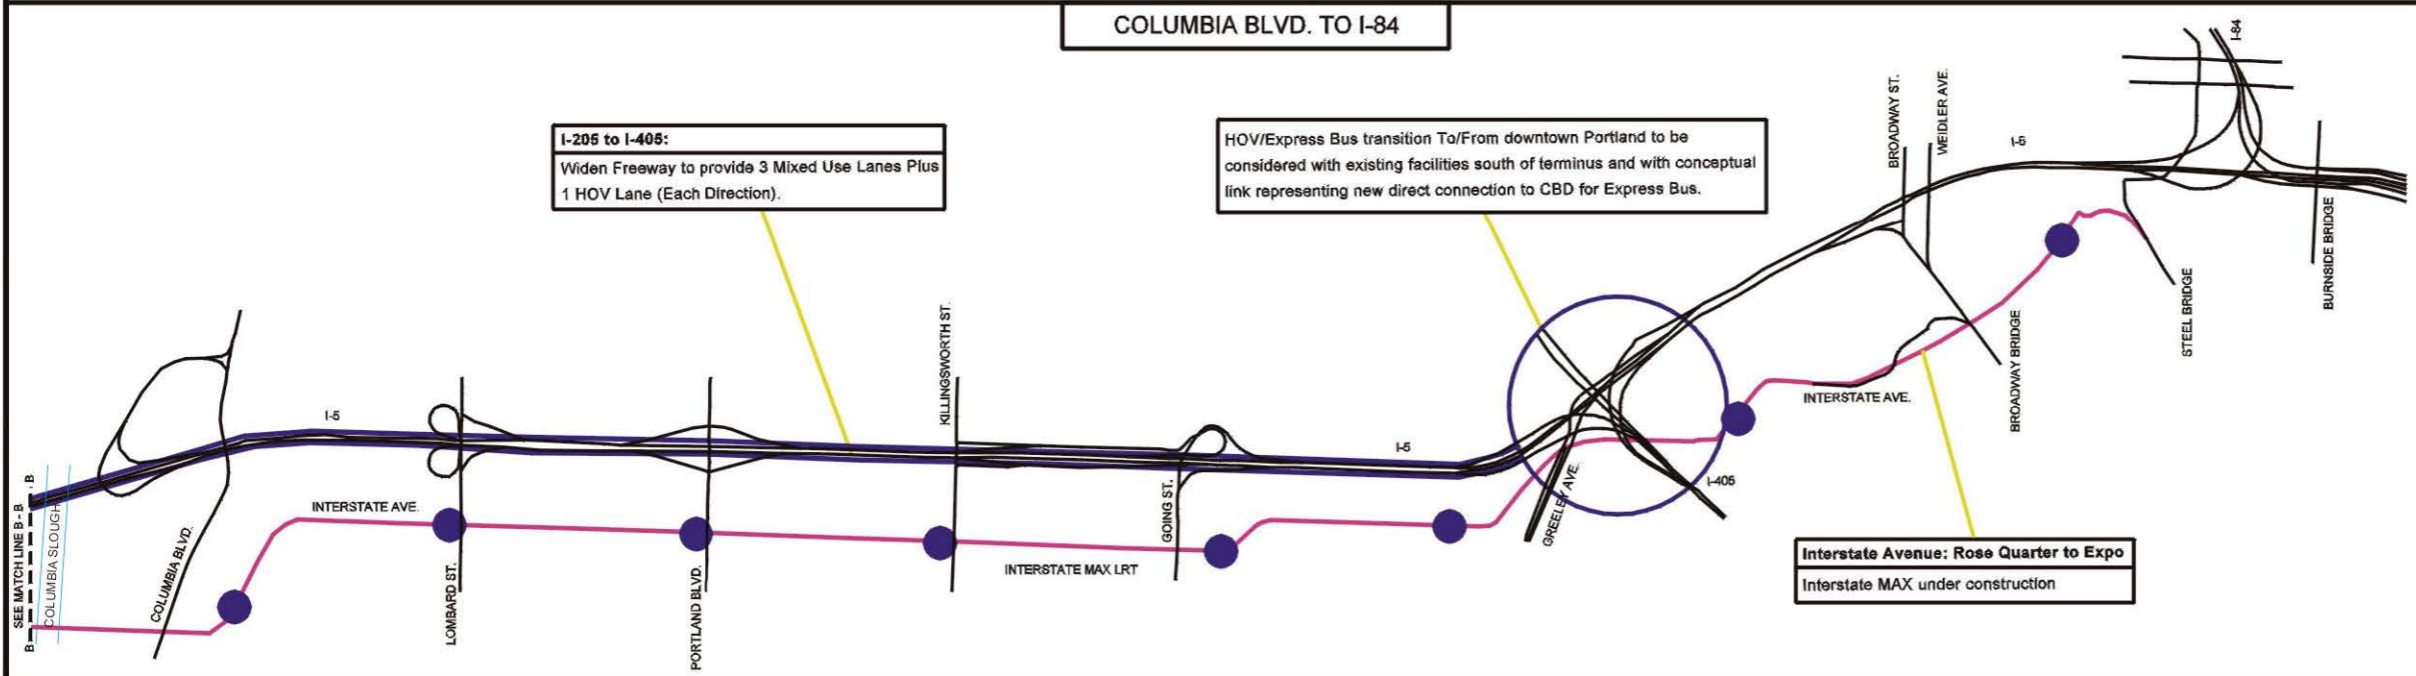 COLUMBIA BLVD. TO I-84
I-84
I-205 to I-405:
Widen Freeway to provide 3 Mixed Use Lanes Plus
1 HOV Lane (Each Direction).
HOV/Express Bus transition To/From downtown Portland to be
considered with existing facilities south of terminus and with conceptual
link representing new direct connection to CBD for Express Bus.
BROADWAY ST.
WEIDLER AVE.
I-5
BURNSIDE BRIDGE
STEEL BRIDGE
BROADWAY BRIDGE
KILLINGSWORTH ST.
INTERSTATE AVE.
I-5
I-5
I-405
GREELEY AVE.
GOING ST.
B
SEE MATCH LINE B - B
B
COLUMBIA SLOUGH
COLUMBIA BLVD.
INTERSTATE AVE.
LOMBARD ST.
PORTLAND BLVD.
INTERSTATE MAX LRT
Interstate Avenue: Rose Quarter to Expo
Interstate MAX under construction